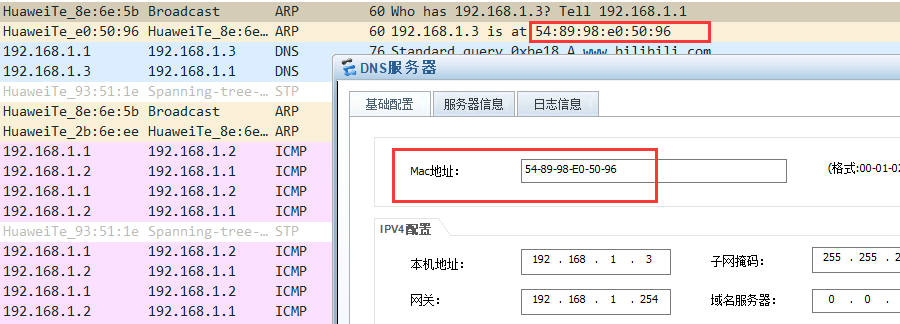 HuaweiTe_8e:6e:5b Broadcast ARP 60 Who has 192.168.1.3? Tell 192.168.1.1
HuaweiTe_e0:50:96 HuaweiTe_8e:6e… ARP 60 192.168.1.3 is at 54:89:98:e0:50:96
192.168.1.1 192.168.1.3 DNS 76 Standard query 0xbe18 A www.bilibili.com
192.168.1.3 192.168.1.1 DNS
HuaweiTe_93:51:1e Spanning-tree-… STP
HuaweiTe_8e:6e:5b Broadcast ARP
HuaweiTe_2b:6e:ee HuaweiTe_8e:6e… ARP
192.168.1.1 192.168.1.2 ICMP
192.168.1.2 192.168.1.1 ICMP
192.168.1.1 192.168.1.2 ICMP
192.168.1.2 192.168.1.1 ICMP
HuaweiTe_93:51:1e Spanning-tree-… STP
192.168.1.1 192.168.1.2 ICMP
192.168.1.2 192.168.1.1 ICMP
192.168.1.1 192.168.1.2 ICMP
192.168.1.2 192.168.1.1 ICMP
DNS服务器
基础配置 服务器信息 日志信息
Mac地址: 54-89-98-E0-50-96 (格式:00-01-02
IPV4配置
本机地址: 192 . 168 . 1 . 3 子网掩码: 255 . 255 . 2
网关: 192 . 168 . 1 . 254 域名服务器: 0 . 0 .